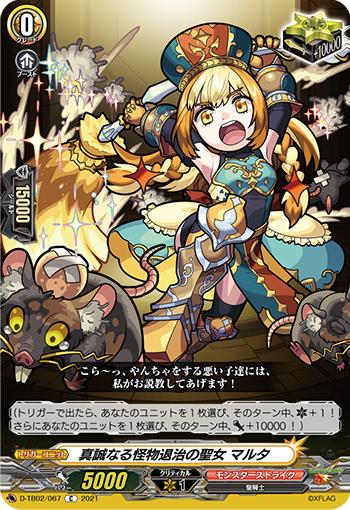 0
グレード
+10000
ブースト
15000
シールド
こら～っ、やんちゃをする悪い子達には、
私がお説教してあげます！
(トリガーで出たら、あなたのユニットを1枚選び、そのターン中、+1！
さらにあなたのユニットを1枚選び、そのターン中、+10000！)
トリガーユニット
真誠なる怪物退治の聖女 マルタ
パワー
5000
クリティカル
1
モンスターストライク
聖騎士
D-TB02/067 C 2021
©XFLAG